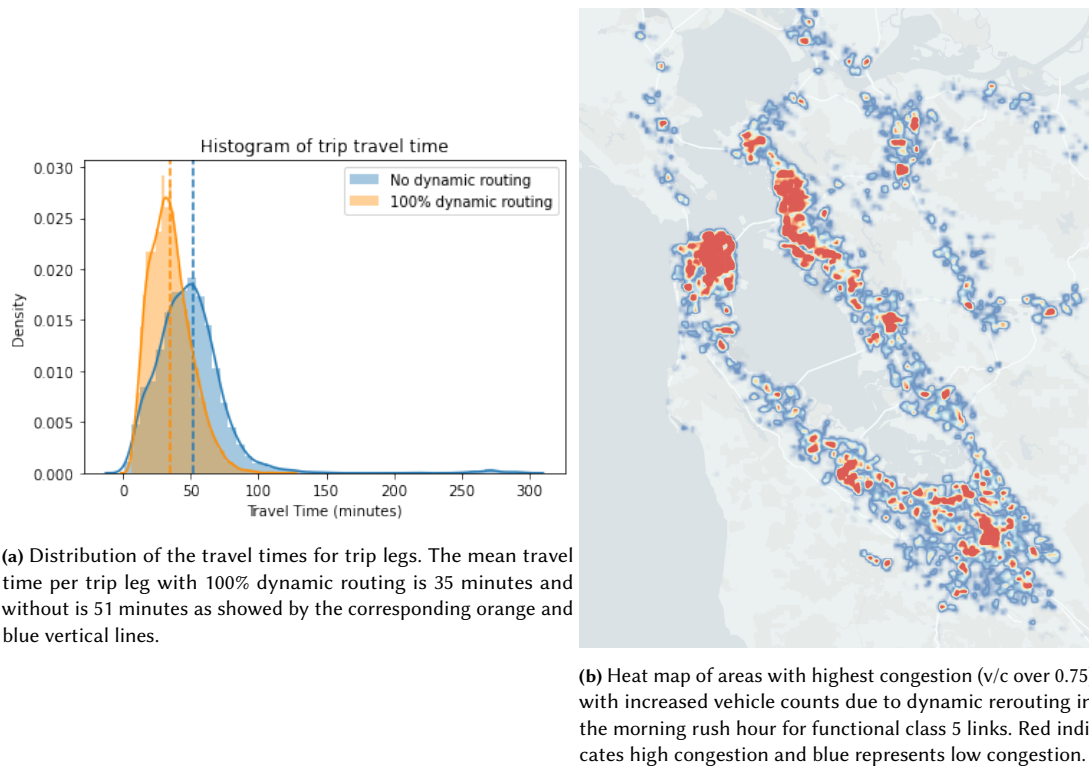 Histogram of trip travel time
0.030
0.025
0.020
0.015
0.010
0.005
0.000
Density
No dynamic routing
100% dynamic routing
0 50 100 150 200 250 300
Travel Time (minutes)
(a) Distribution of the travel times for trip legs. The mean travel
time per trip leg with 100% dynamic routing is 35 minutes and
without is 51 minutes as showed by the corresponding orange and
blue vertical lines.
(b) Heat map of areas with highest congestion (v/c over 0.75
with increased vehicle counts due to dynamic rerouting in
the morning rush hour for functional class 5 links. Red indi
cates high congestion and blue represents low congestion.